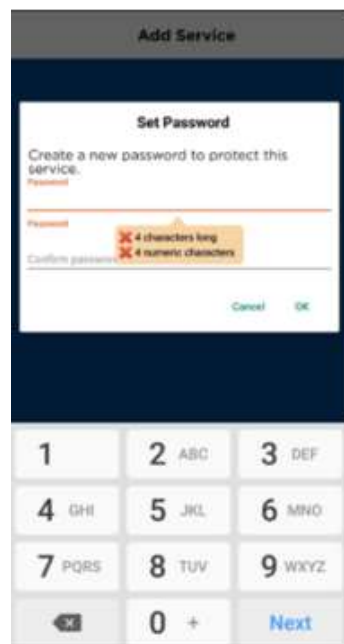 Add Service
Set Password
Create a new password to protect this
service.
Password
Password
4 characters long
4 numeric characters
Confirm password
Cancel OK
1 2 ABC 3 DEF
4 GHI 5 JKL 6 MNO
7 PQRS 8 TUV 9 WXYZ
0 + Next